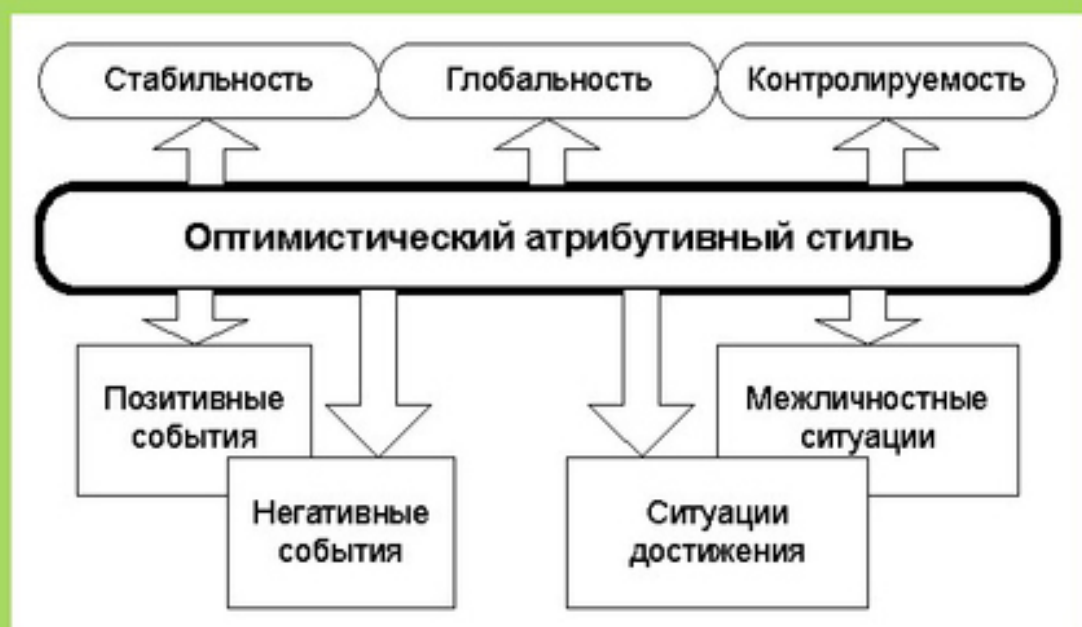 Стабильность
Глобальность
Контролируемость
Оптимистический атрибутивный стиль
Позитивные
события
Негативные
события
Ситуации
достижения
Межличностные
ситуации